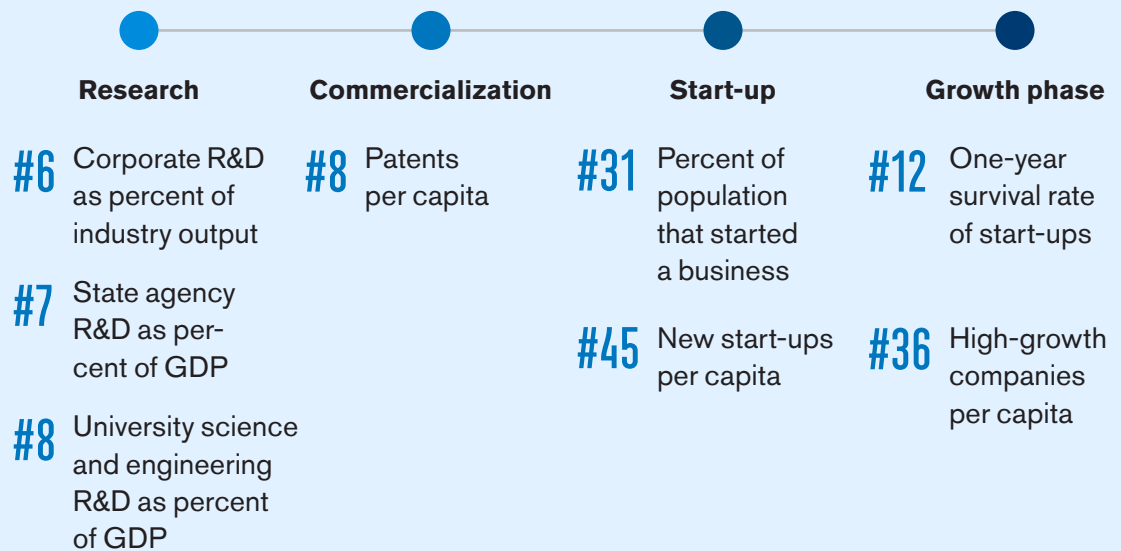 Research
#6 Corporate R&D
as percent of
industry output
#7 State agency
R&D as per-
cent of GDP
#8 University science
and engineering
R&D as percent
of GDP
Commercialization
#8 Patents
per capita
Start-up
#31 Percent of
population
that started
a business
#45 New start-ups
per capita
Growth phase
#12 One-year
survival rate
of start-ups
#36 High-growth
companies
per capita